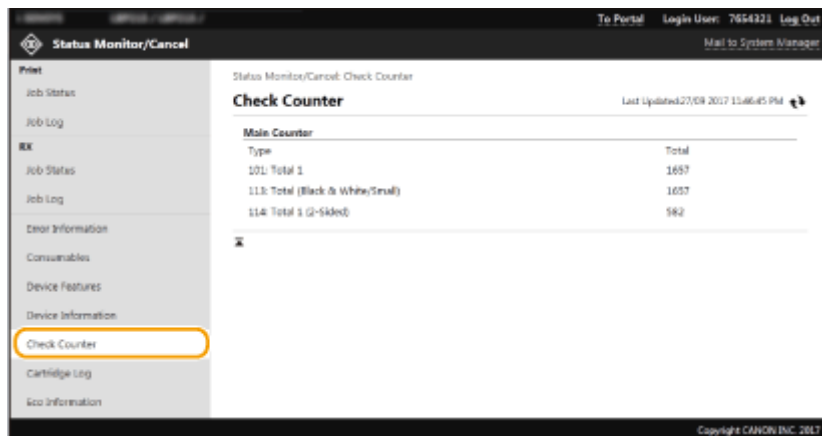 To Portal Login User: 7654321 Log Out
Status Monitor/Cancel
Mail to System Manager
Print
Job Status
Job Log
RX
Job Status
Job Log
Error Information
Consumables
Device Features
Device Information
Check Counter
Cartridge Log
Eco Information
Status Monitor/Cancel: Check Counter
Check Counter
Last Updated:27/09 2017 11:46:45 PM
Main Counter
Type Total
101: Total 1 1657
113: Total (Black & White/Small) 1657
114: Total 1 (2-Sided) 582
Copyright CANON INC. 2017